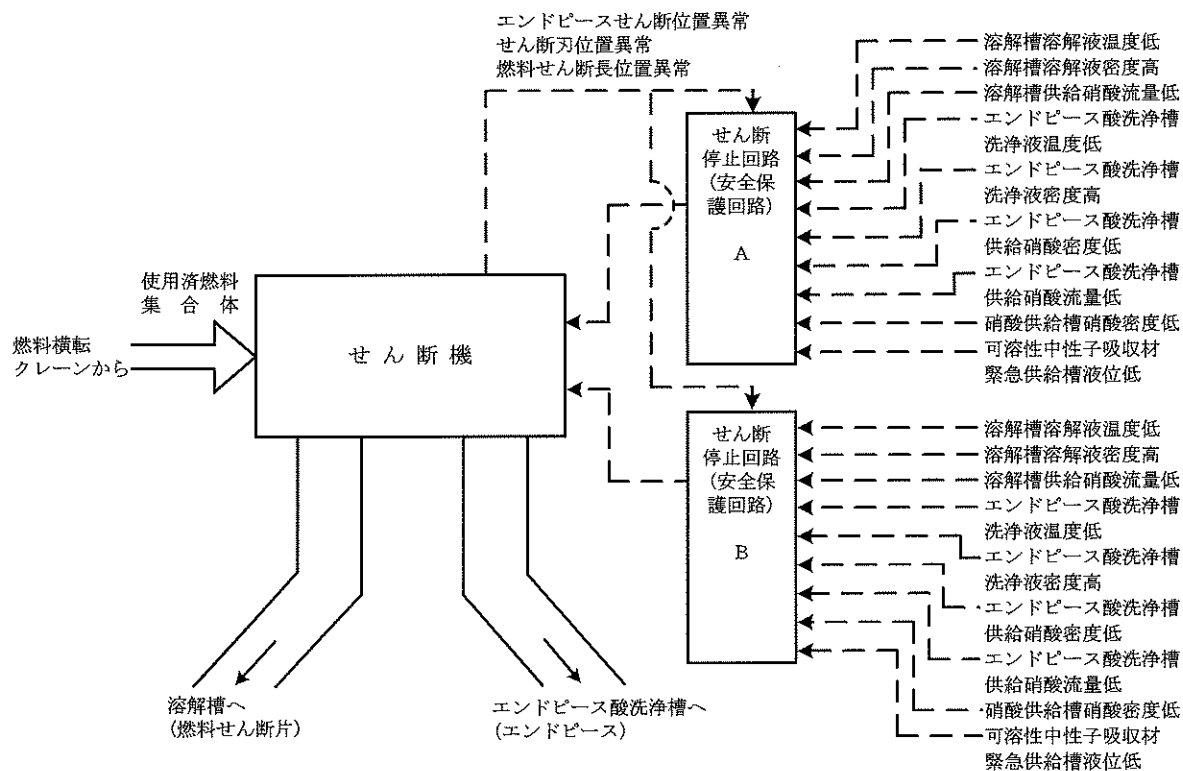 エンドピースせん断位置異常
せん断刃位置異常
燃料せん断長位置異常
使用済燃料
集合体
燃料横転
クレーンから
せん断機
溶解槽へ
(燃料せん断片)
エンドピース酸洗浄槽へ
(エンドピース)
せん断
停止回路
(安全保
護回路)
A
溶解槽溶解液温度低
溶解槽溶解液密度高
溶解槽供給硝酸流量低
エンドピース酸洗浄槽
洗浄液温度低
エンドピース酸洗浄槽
洗浄液密度高
エンドピース酸洗浄槽
供給硝酸密度低
エンドピース酸洗浄槽
供給硝酸流量低
硝酸供給槽硝酸密度低
可溶性中性子吸収材
緊急供給槽液位低
せん断
停止回路
(安全保
護回路)
B
溶解槽溶解液温度低
溶解槽溶解液密度高
溶解槽供給硝酸流量低
エンドピース酸洗浄槽
洗浄液温度低
エンドピース酸洗浄槽
洗浄液密度高
エンドピース酸洗浄槽
供給硝酸密度低
エンドピース酸洗浄槽
供給硝酸流量低
硝酸供給槽硝酸密度低
可溶性中性子吸収材
緊急供給槽液位低